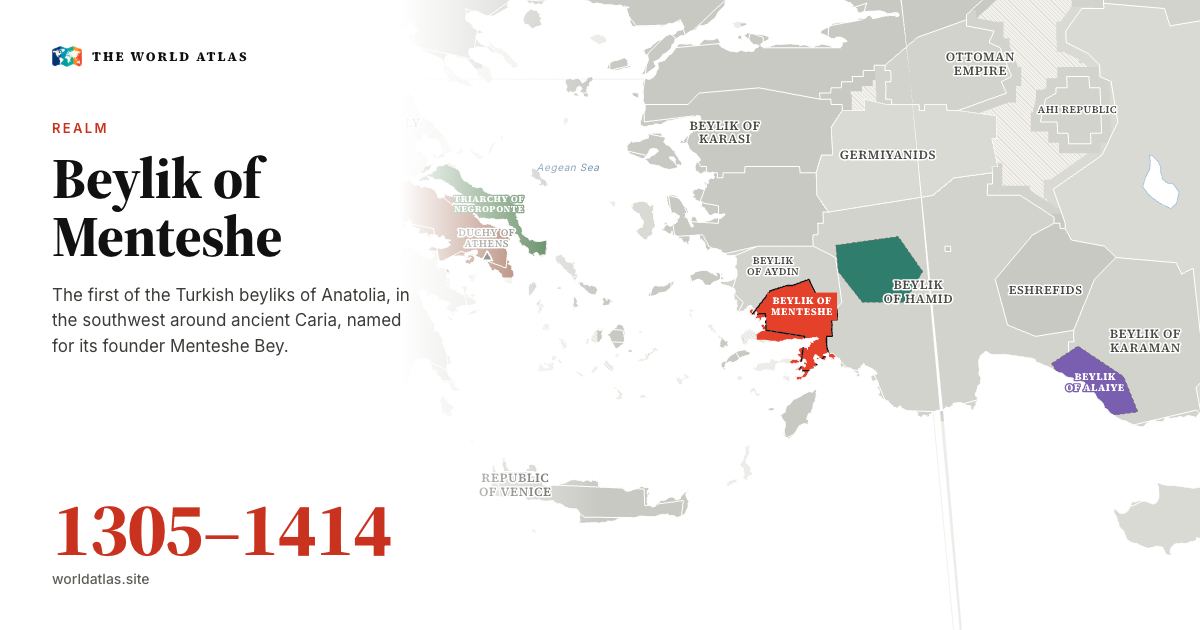 THE WORLD ATLAS
REALM
Beylik of
Menteshe
The first of the Turkish beyliks of Anatolia, in
the southwest around ancient Caria, named
for its founder Menteshe Bey.
1305–1414
worldatlas.site
OTTOMAN
EMPIRE
AHI REPUBLIC
BEYLIK OF
KARASI
GERMIYANIDS
Aegean Sea
TRIARCHY OF
NEGROPONTE
DUCHY OF
ATHENS
BEYLIK
OF AYDIN
BEYLIK OF
MENTESHE
BEYLIK
OF HAMID
ESHREFIDS
BEYLIK OF
KARAMAN
BEYLIK
OF ALAIYE
REPUBLIC
OF VENICE